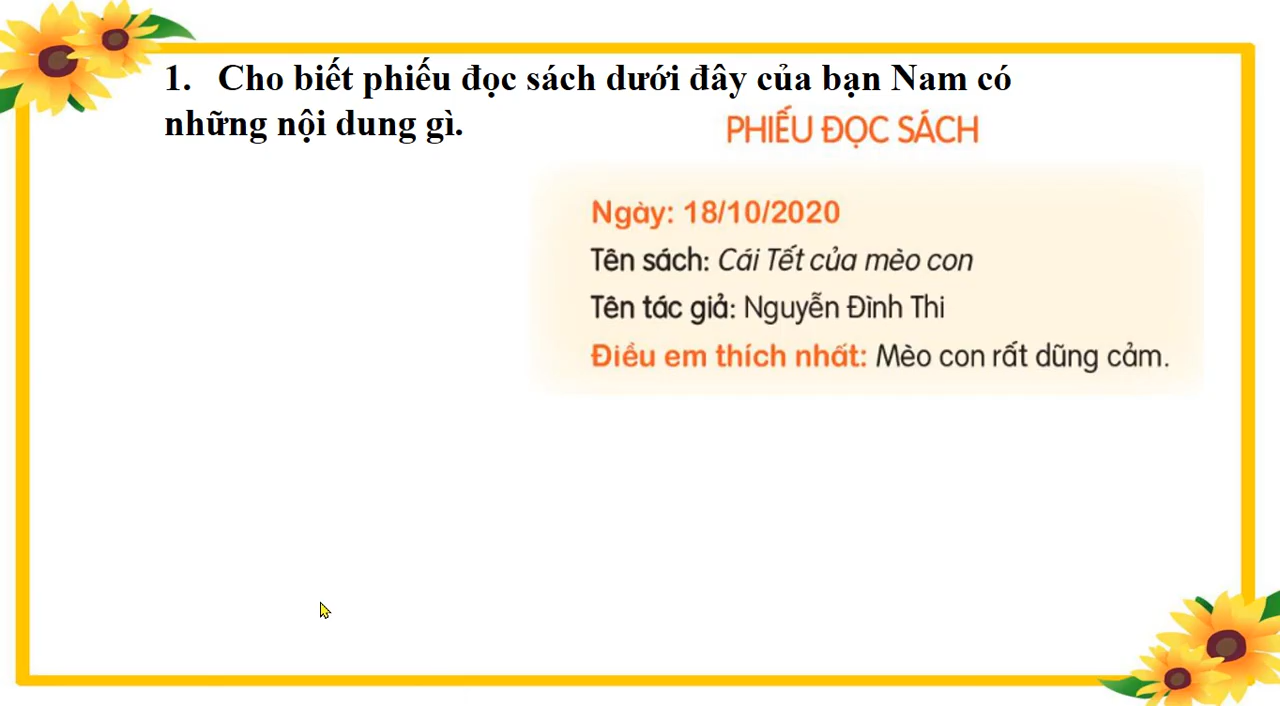 1. Cho biết phiếu đọc sách dưới đây của bạn Nam có
những nội dung gì.
PHIẾU ĐỌC SÁCH
Ngày: 18/10/2020
Tên sách: Cái Tết của mèo con
Tên tác giả: Nguyễn Đình Thi
Điều em thích nhất: Mèo con rất dũng cảm.